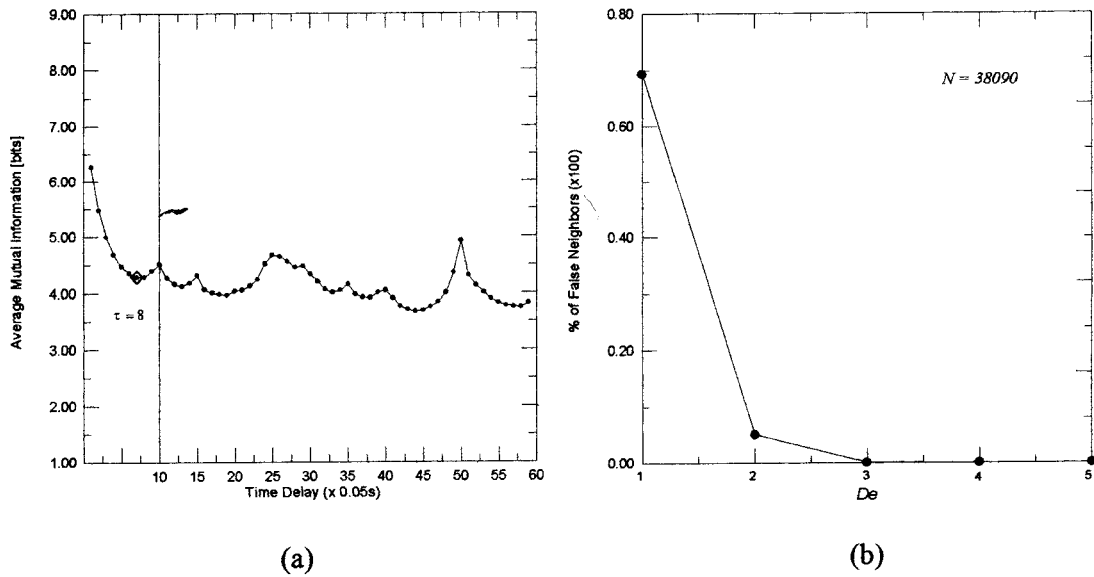 9.00
8.00
7.00
6.00
5.00
4.00
3.00
2.00
1.00
Average Mutual Information [bits]
τ = 8
10 15 20 25 30 35 40 45 50 55 60
Time Delay (x 0.05s)
(a)
0.80
0.60
0.40
0.20
0.00
% of False Neighbors (x100)
N = 38090
1 2 3 4 5
De
(b)